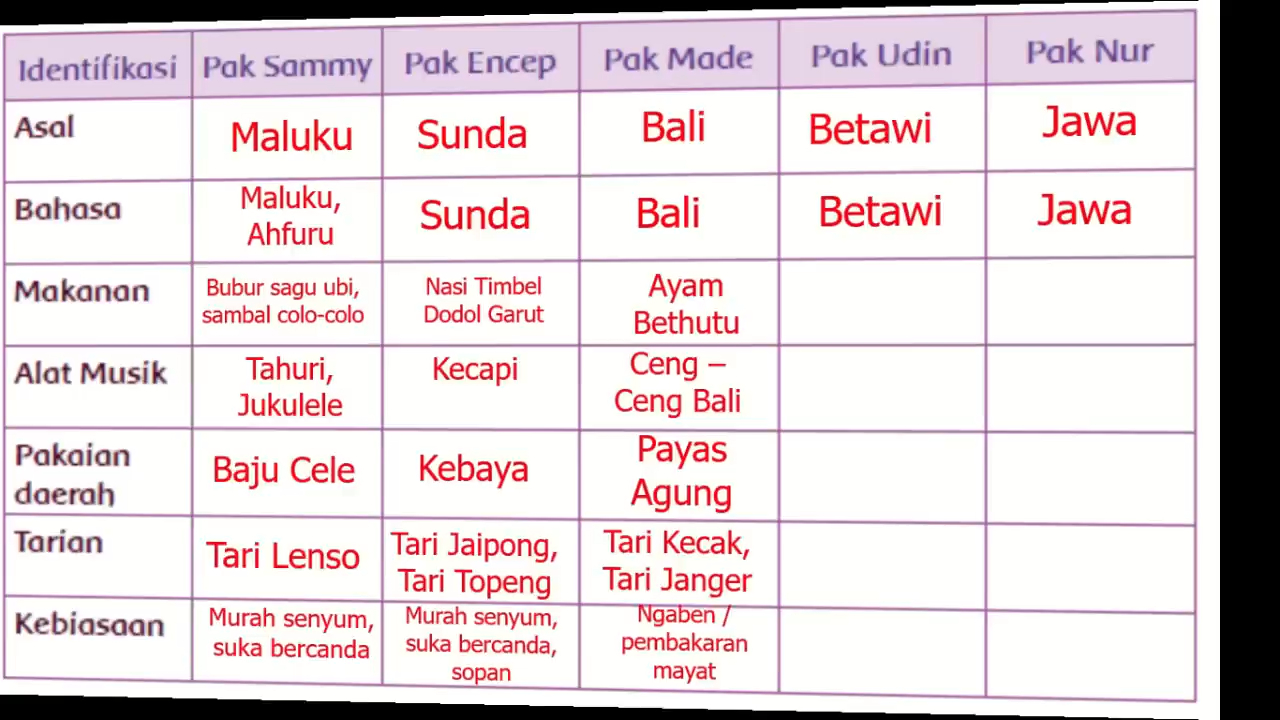 Identifikasi Pak Sammy Pak Encep Pak Made Pak Udin Pak Nur
Asal Maluku Sunda Bali Betawi Jawa
Bahasa Maluku, Ahfuru Sunda Bali Betawi Jawa
Makanan Bubur sagu ubi, sambal colo-colo Nasi Timbel Dodol Garut Ayam Bethutu
Alat Musik Tahuri, Jukulele Kecapi Ceng – Ceng Bali
Pakaian daerah Baju Cele Kebaya Payas Agung
Tarian Tari Lenso Tari Jaipong, Tari Topeng Tari Kecak, Tari Janger
Kebiasaan Murah senyum, suka bercanda Murah senyum, suka bercanda, sopan Ngaben / pembakaran mayat